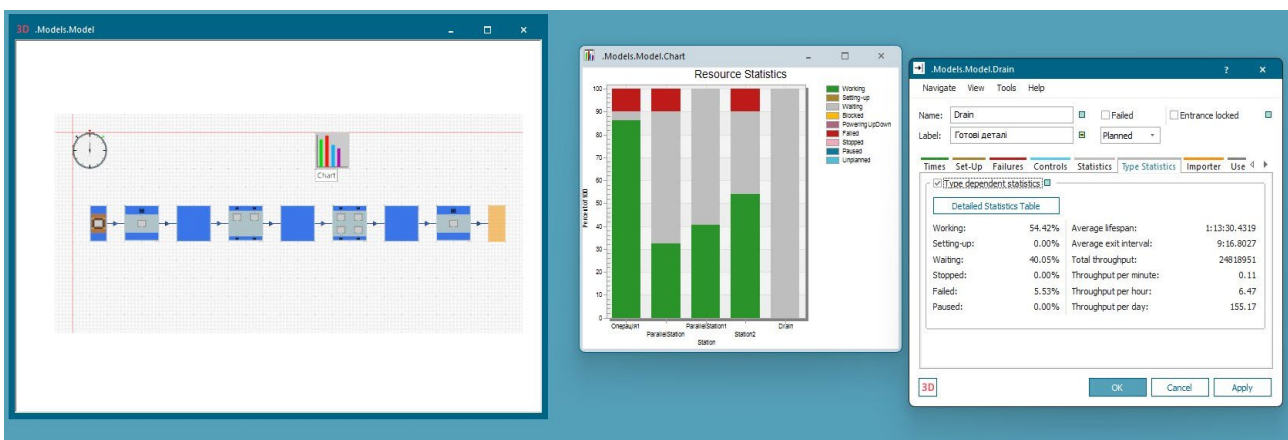 3D .Models.Model
Chart
.Models.Model.Chart
Resource Statistics
Percent of 100
100
90
80
70
60
50
40
30
20
10
0
Операція1
ParallelStation
ParallelStation1
Station2
Drain
Station
Working
Setting-up
Waiting
Blocked
PoweringUpDown
Failed
Stopped
Paused
Unplanned
.Models.Model.Drain
Navigate View Tools Help
Name: Drain Failed Entrance locked
Label: Готові деталі Planned
Times Set-Up Failures Controls Statistics Type Statistics Importer Use
Type dependent statistics
Detailed Statistics Table
Working: 54.42% Average lifespan: 1:13:30.4319
Setting-up: 0.00% Average exit interval: 9:16.8027
Waiting: 40.05% Total throughput: 24818951
Stopped: 0.00% Throughput per minute: 0.11
Failed: 5.53% Throughput per hour: 6.47
Paused: 0.00% Throughput per day: 155.17
3D OK Cancel Apply